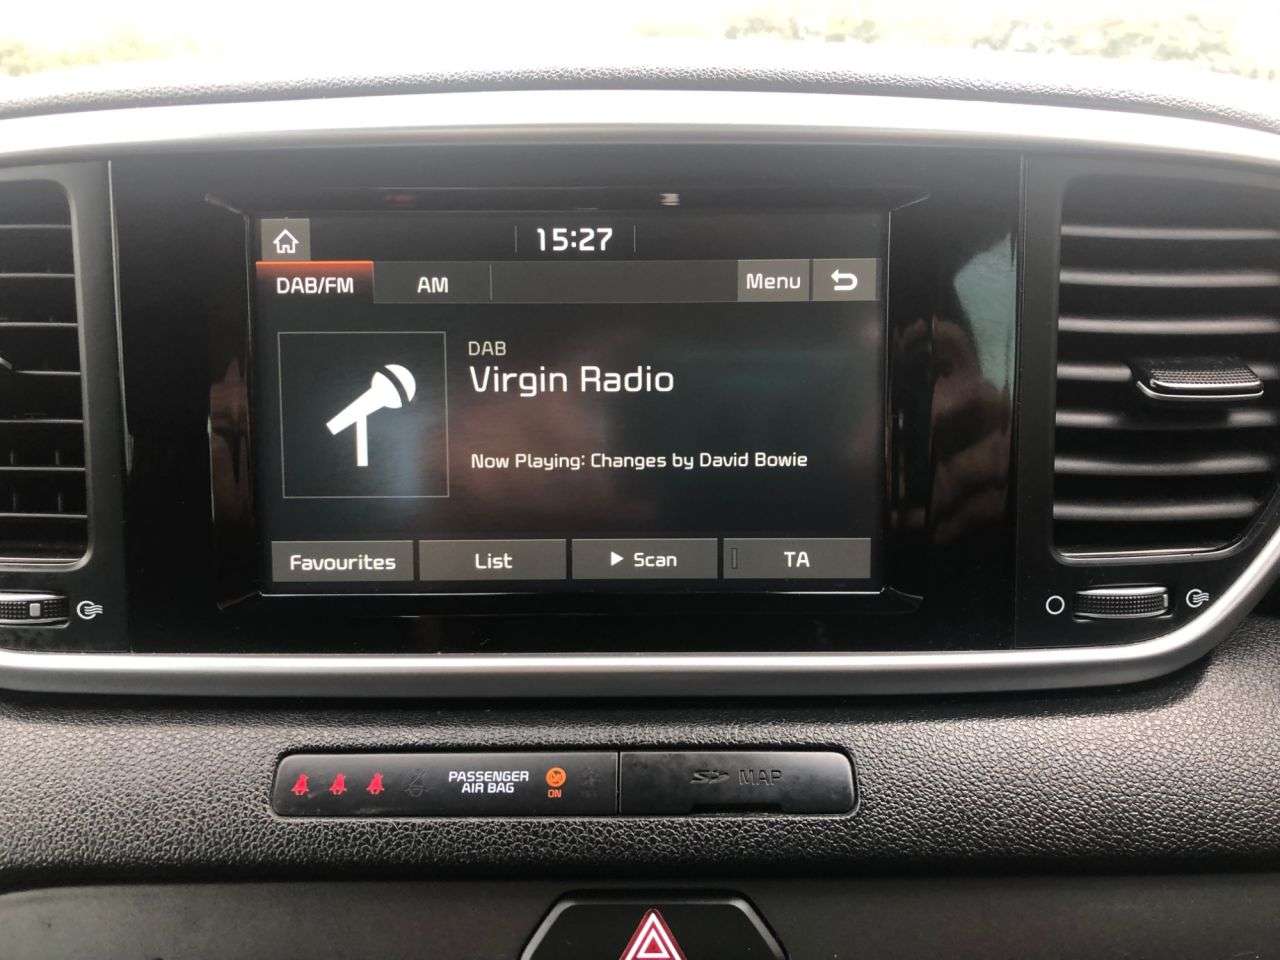 15:27
DAB/FM AM Menu
DAB
Virgin Radio
Now Playing: Changes by David Bowie
Favourites List Scan TA
PASSENGER
AIR BAG
ON
SD MAP